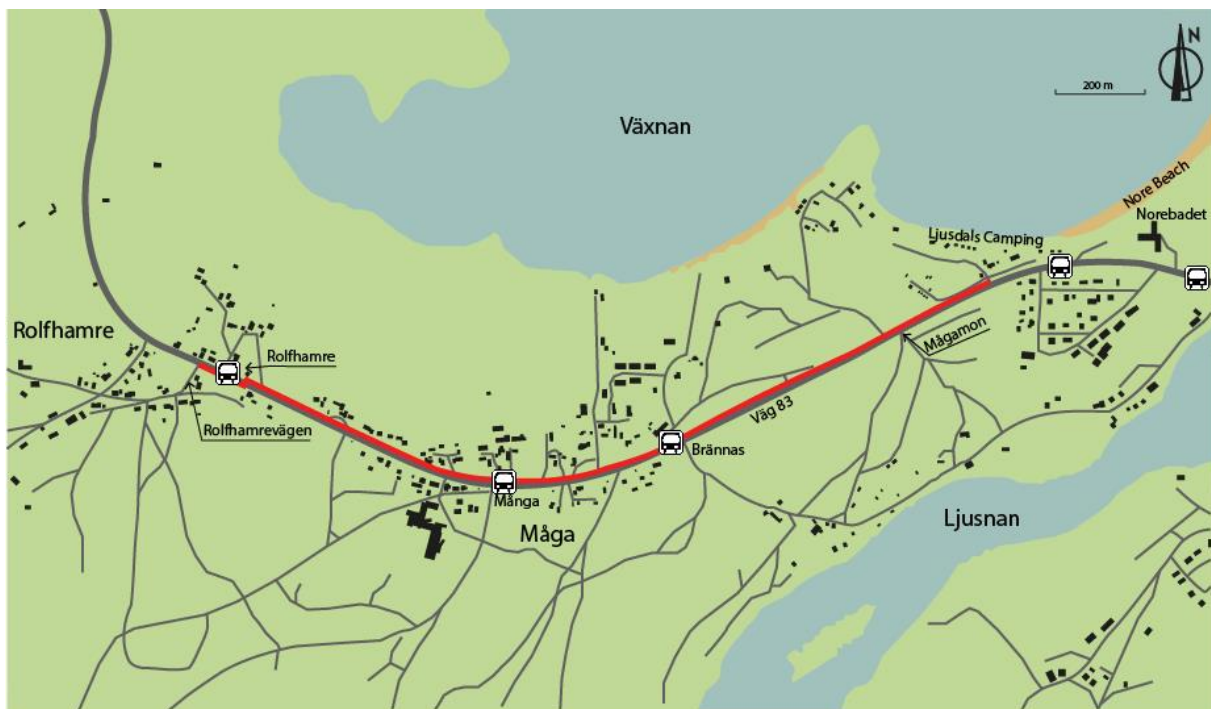 N
200 m
Växnan
Nore Beach
Norebadet
Ljusdals Camping
Rolfhamre
Rolfhamre
Mågamon
Rolfhamrevägen
Väg 83
Brännas
Många
Måga
Ljusnan